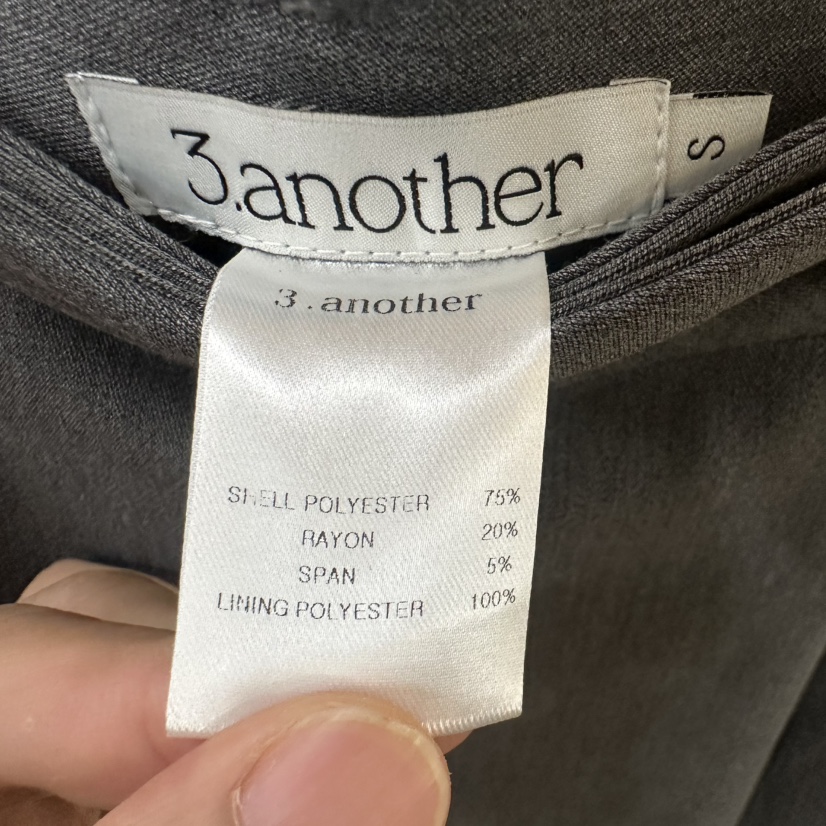 3.another
S
3.another
SHELL POLYESTER 75%
RAYON 20%
SPAN 5%
LINING POLYESTER 100%